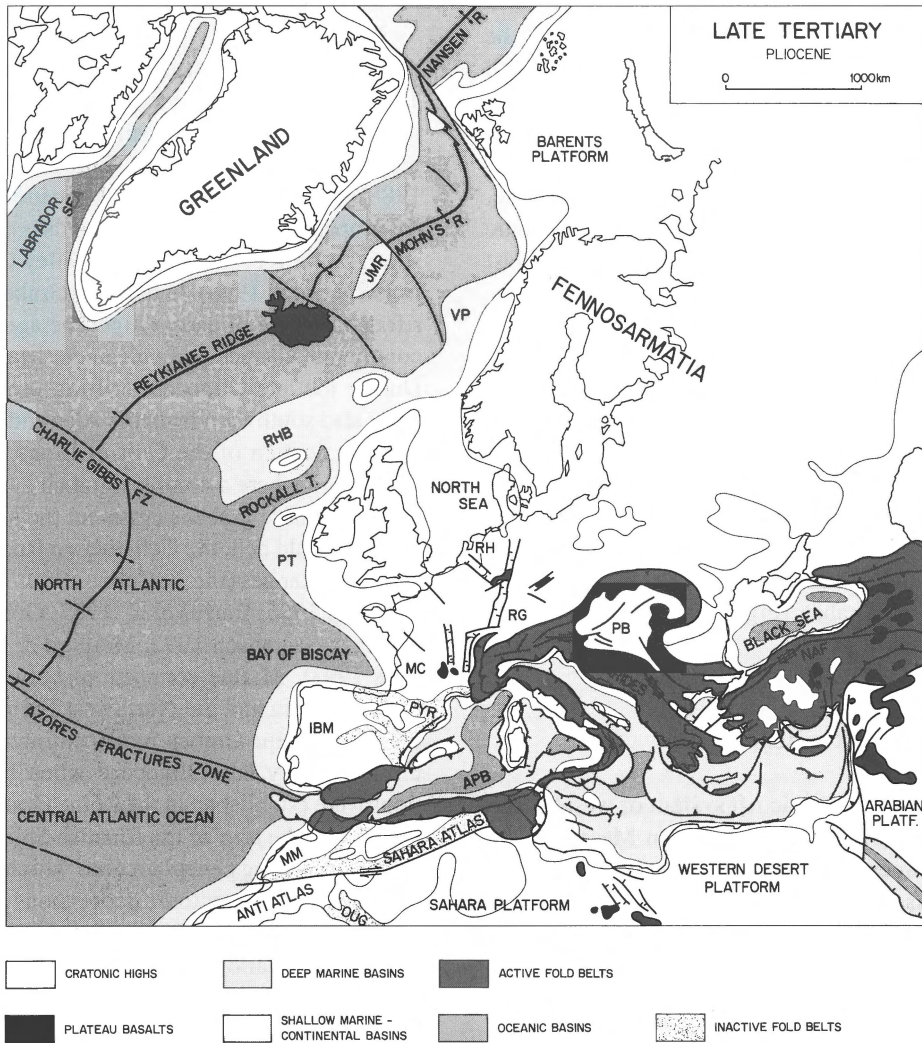 LATE TERTIARY
PLIOCENE
0 1000km
NANSEN R.
BARENTS
PLATFORM
GREENLAND
LABRADOR
SEA
MOHN'S R.
JMR
VP
FENNOSARMATIA
REYKIANES RIDGE
RHB
CHARLIE GIBBS FZ
ROCKALL T.
NORTH
SEA
PT
RH
NORTH ATLANTIC
RG
PB
BLACK SEA
NAF
BAY OF BISCAY
MC
PYR
IBM
APB
AZORES FRACTURES ZONE
CENTRAL ATLANTIC OCEAN
ARABIAN
PLATF.
MM
SAHARA ATLAS
WESTERN DESERT
PLATFORM
ANTI ATLAS
OUG
SAHARA PLATFORM
CRATONIC HIGHS
DEEP MARINE BASINS
ACTIVE FOLD BELTS
PLATEAU BASALTS
SHALLOW MARINE -
CONTINENTAL BASINS
OCEANIC BASINS
INACTIVE FOLD BELTS